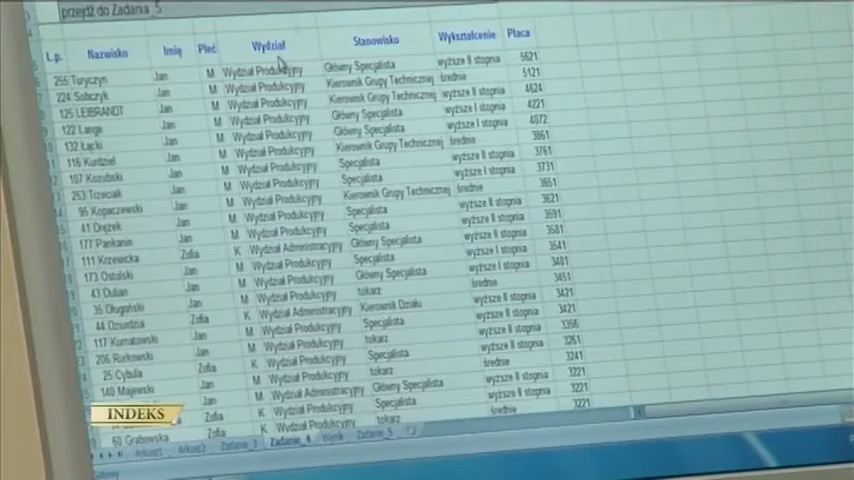 przejdź do Zadania_5
L.p. Nazwisko Imię Płeć Wydział Stanowisko Wykształcenie Płaca
255 Turyczyn Jan M Wydział Produkcyjny Główny Specjalista wyższe II stopnia 5621
224 Sobczyk Jan M Wydział Produkcyjny Kierownik Grupy Technicznej średnie 5121
125 LEIBRANDT Jan M Wydział Produkcyjny Kierownik Grupy Technicznej wyższe II stopnia 4624
122 Lange Jan M Wydział Produkcyjny Główny Specjalista wyższe I stopnia 4221
132 Łącki Jan M Wydział Produkcyjny Główny Specjalista wyższe I stopnia 4072
116 Kurdziel Jan M Wydział Produkcyjny Kierownik Grupy Technicznej średnie 3861
107 Kozubski Jan M Wydział Produkcyjny Specjalista wyższe II stopnia 3761
253 Trzeciak Jan M Wydział Produkcyjny Specjalista wyższe I stopnia 3731
95 Kopaczewski Jan M Wydział Produkcyjny Kierownik Grupy Technicznej średnie 3651
41 Drężek Jan M Wydział Produkcyjny Specjalista wyższe II stopnia 3621
177 Pankanin Jan M Wydział Produkcyjny Specjalista wyższe II stopnia 3591
111 Krzewicka Zofia K Wydział Administracyjny Główny Specjalista wyższe II stopnia 3581
173 Ostolski Jan M Wydział Produkcyjny Specjalista wyższe I stopnia 3541
43 Dulian Jan M Wydział Produkcyjny Główny Specjalista wyższe I stopnia 3481
35 Długoński Jan M Wydział Produkcyjny tokarz średnie 3451
44 Dziurdzia Zofia K Wydział Administracyjny Kierownik Działu wyższe II stopnia 3421
117 Kurnatowski Jan M Wydział Produkcyjny Specjalista wyższe II stopnia 3421
206 Rurkowski Jan M Wydział Produkcyjny tokarz wyższe II stopnia 3356
25 Cybula Zofia K Wydział Produkcyjny Specjalista wyższe II stopnia 3261
140 Majewski Jan M Wydział Produkcyjny tokarz średnie 3241
Jan M Wydział Administracyjny Główny Specjalista wyższe II stopnia 3221
Zofia K Wydział Produkcyjny Specjalista wyższe II stopnia 3221
60 Grabowska Zofia K Wydział Produkcyjny tokarz średnie 3221
INDEKS
Arkusz1 Arkusz3 Zadanie_3 Zadanie_4 Wynik Zadanie_5